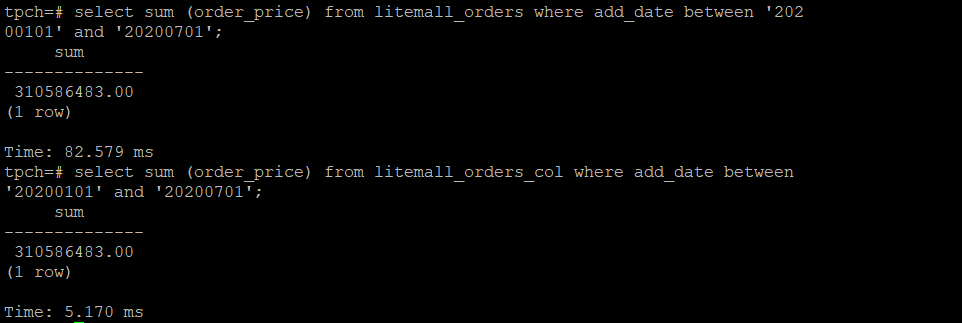 tpch=# select sum (order_price) from litemall_orders where add_date between '202
00101' and '20200701';
     sum
--------------
 310586483.00
(1 row)

Time: 82.579 ms
tpch=# select sum (order_price) from litemall_orders_col where add_date between
'20200101' and '20200701';
     sum
--------------
 310586483.00
(1 row)

Time: 5.170 ms